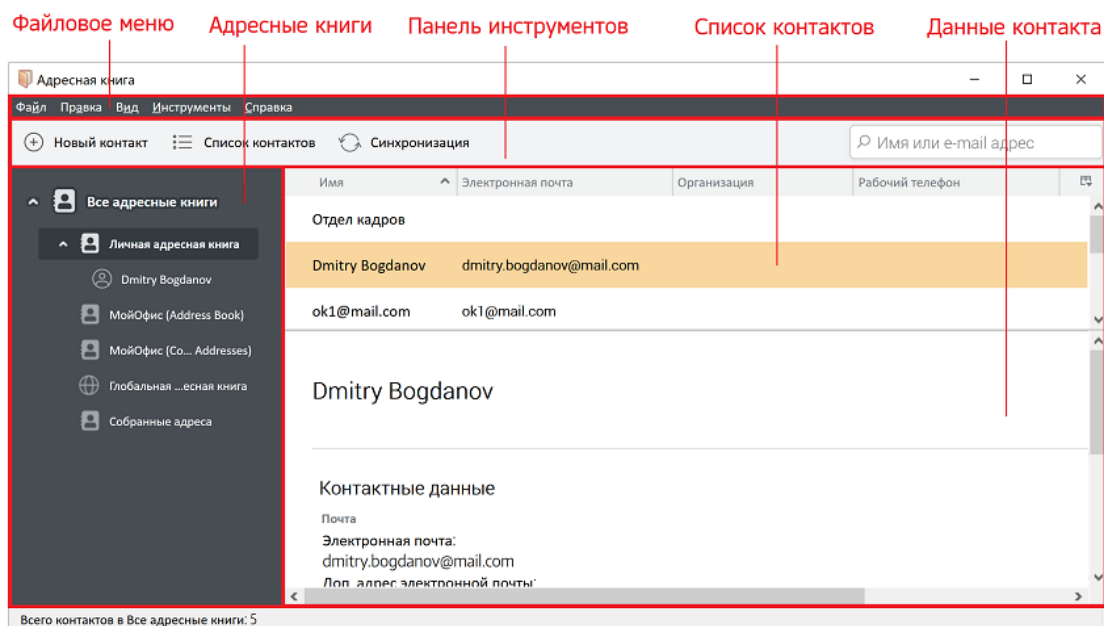 Файловое меню Адресные книги Панель инструментов Список контактов Данные контакта
Адресная книга
Файл Правка Вид Инструменты Справка
Новый контакт Список контактов Синхронизация Имя или e-mail адрес
Имя Электронная почта Организация Рабочий телефон
Все адресные книги
Личная адресная книга
Dmitry Bogdanov
МойОфис (Address Book)
МойОфис (Co... Addresses)
Глобальная ...есная книга
Собранные адреса
Отдел кадров
Dmitry Bogdanov dmitry.bogdanov@mail.com
ok1@mail.com ok1@mail.com
Dmitry Bogdanov
Контактные данные
Почта
Электронная почта:
dmitry.bogdanov@mail.com
Доп. адрес электронной почты:
Всего контактов в Все адресные книги: 5